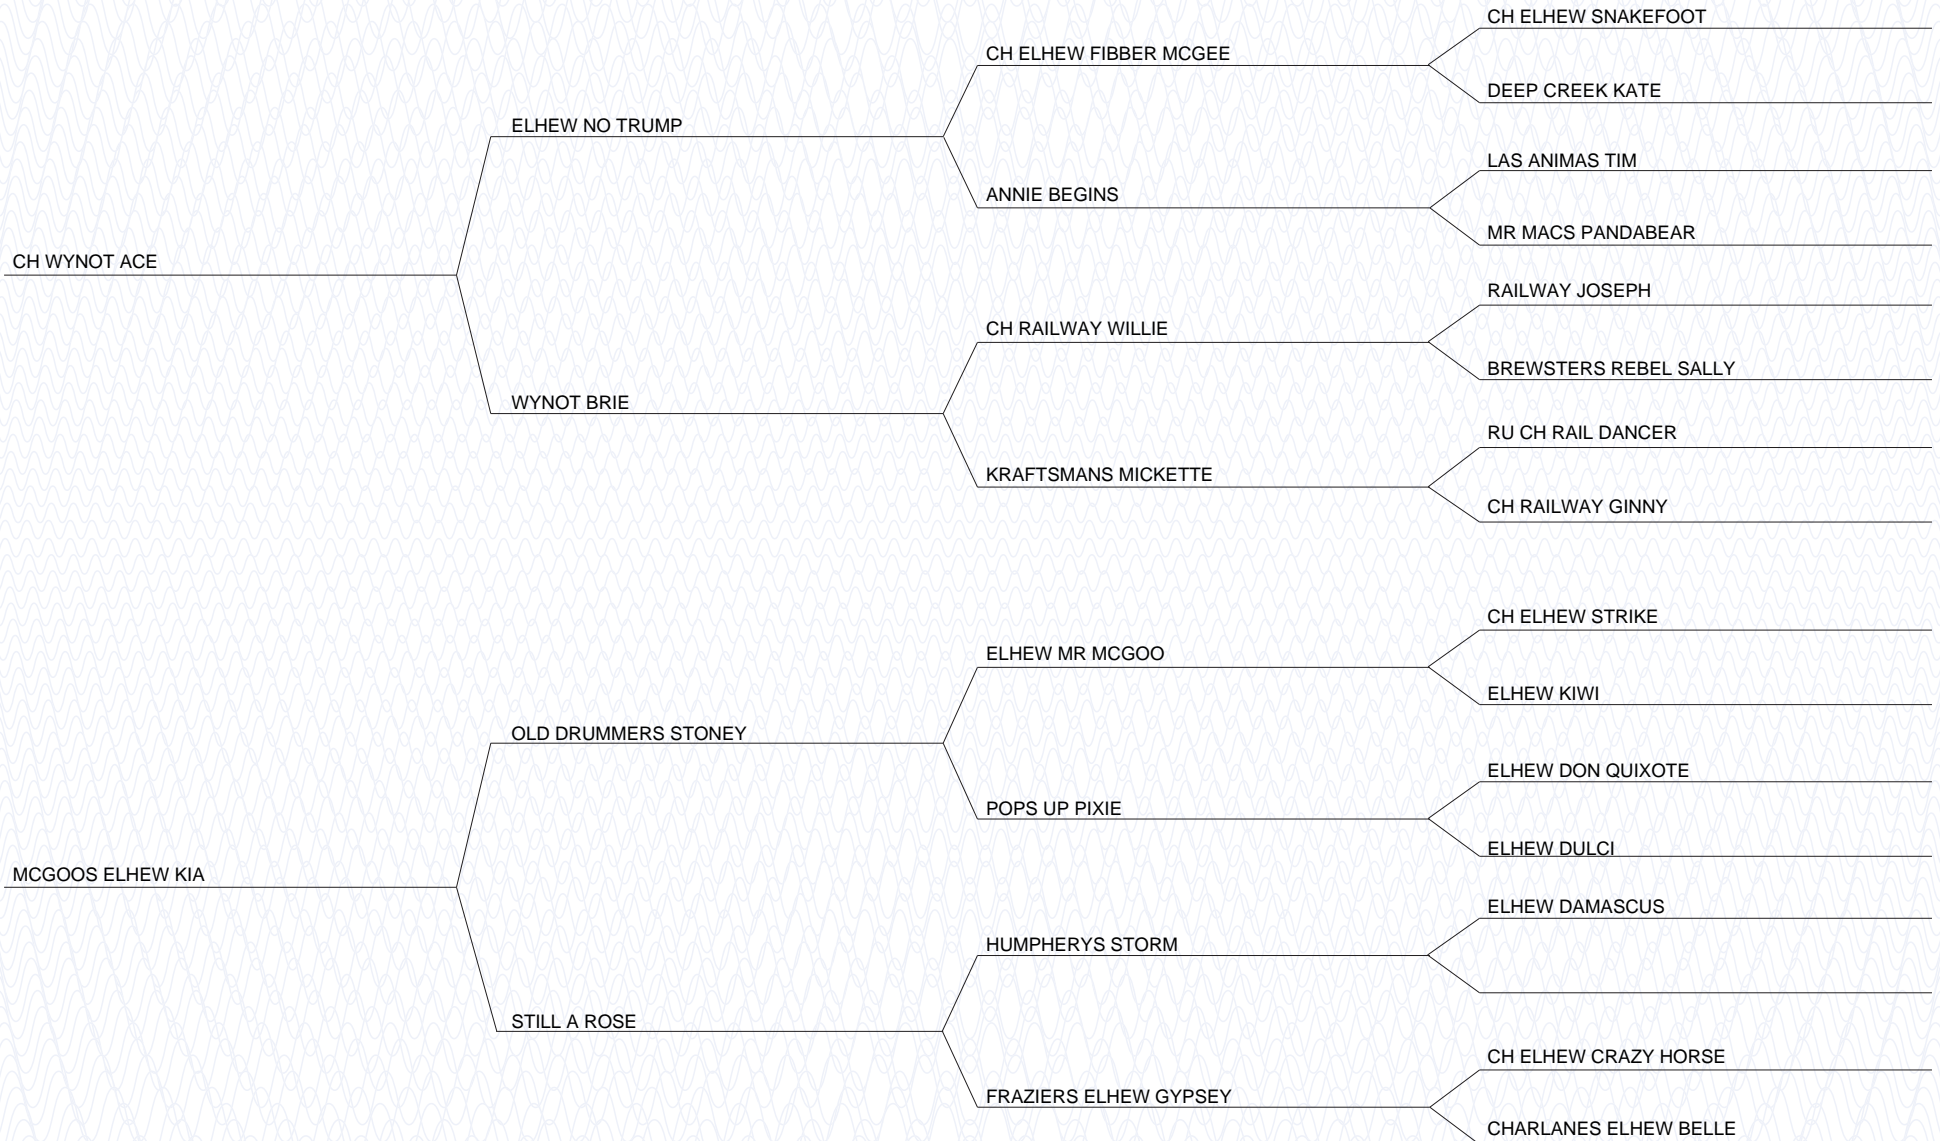 CH ELHEW SNAKEFOOT
CH ELHEW FIBBER MCGEE
DEEP CREEK KATE
ELHEW NO TRUMP
LAS ANIMAS TIM
ANNIE BEGINS
MR MACS PANDABEAR
CH WYNOT ACE
RAILWAY JOSEPH
CH RAILWAY WILLIE
BREWSTERS REBEL SALLY
WYNOT BRIE
RU CH RAIL DANCER
KRAFTSMANS MICKETTE
CH RAILWAY GINNY
CH ELHEW STRIKE
ELHEW MR MCGOO
ELHEW KIWI
OLD DRUMMERS STONEY
ELHEW DON QUIXOTE
POPS UP PIXIE
ELHEW DULCI
MCGOOS ELHEW KIA
ELHEW DAMASCUS
HUMPHERYS STORM
STILL A ROSE
CH ELHEW CRAZY HORSE
FRAZIERS ELHEW GYPSEY
CHARLANES ELHEW BELLE